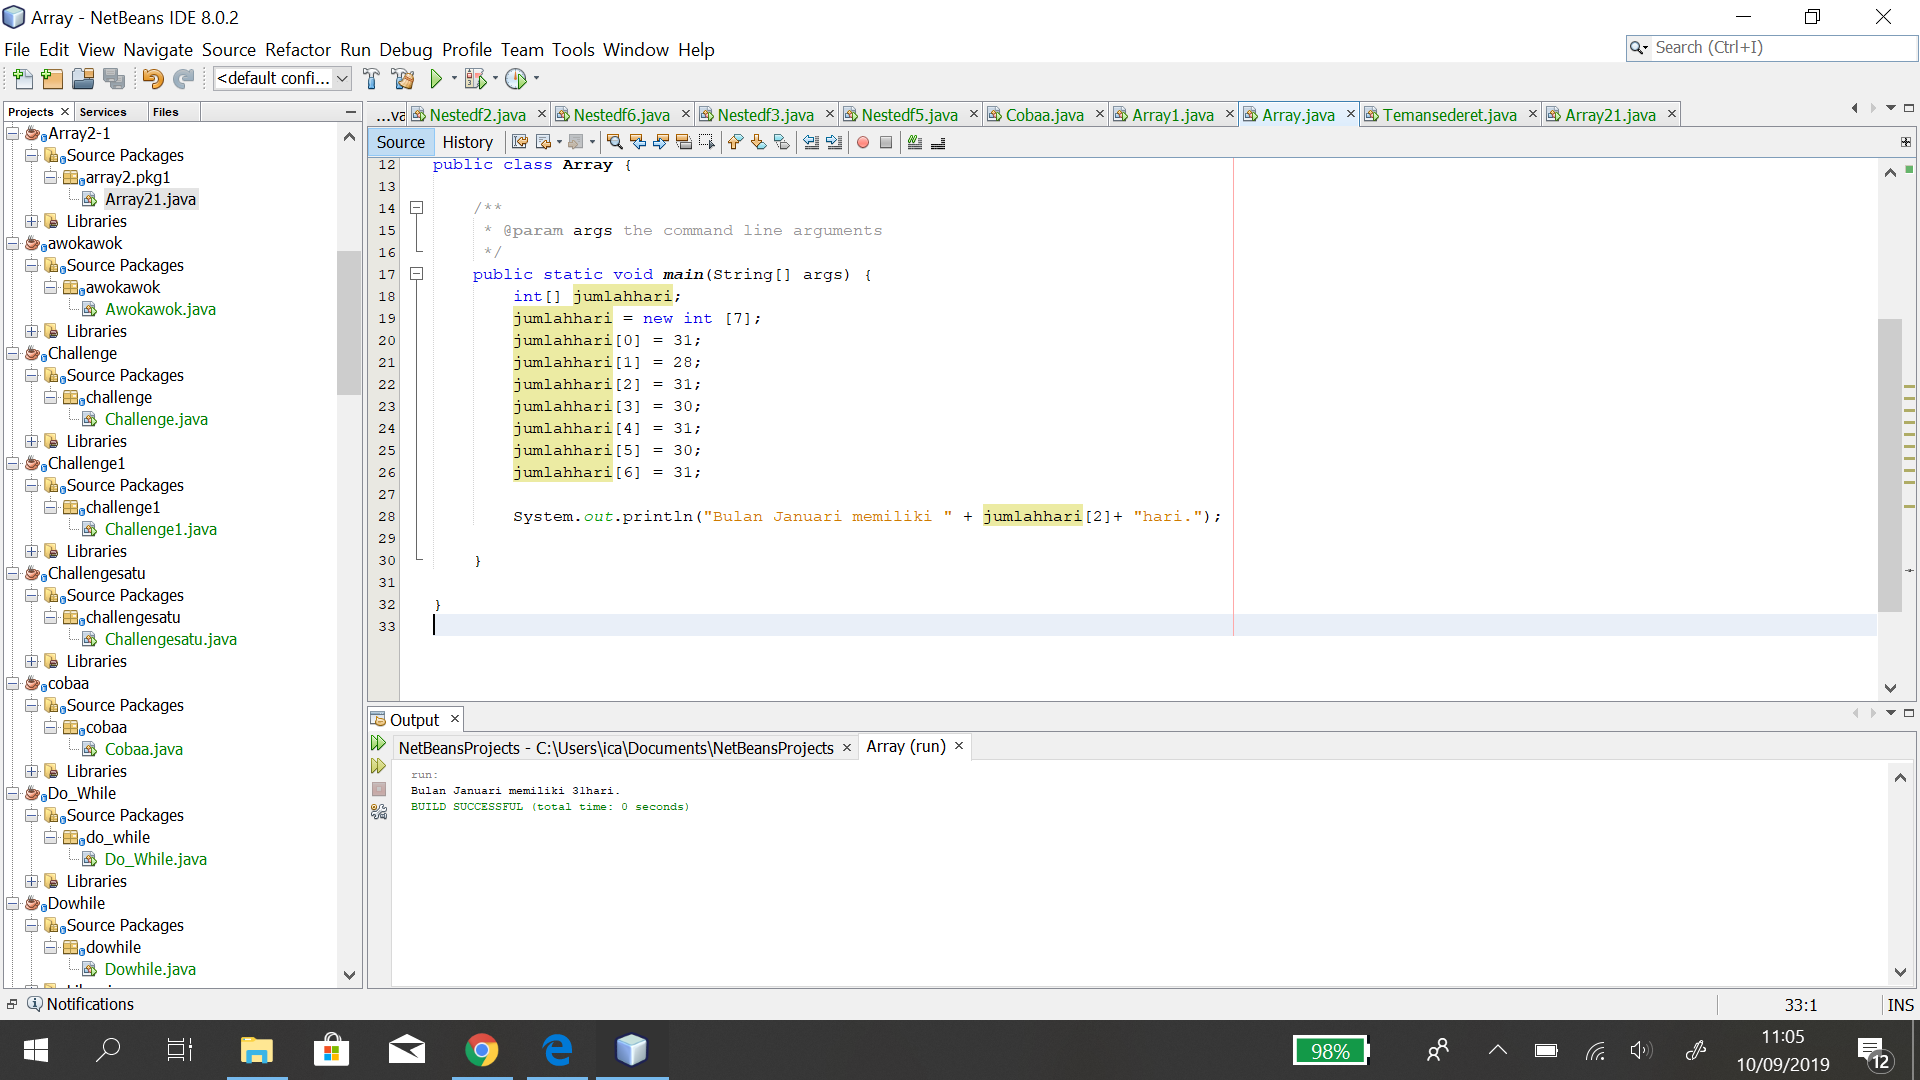 Array - NetBeans IDE 8.0.2
File Edit View Navigate Source Refactor Run Debug Profile Team Tools Window Help
Search (Ctrl+I)
<default confi...
Projects Services Files
Array2-1
Source Packages
array2.pkg1
Array21.java
Libraries
awokawok
Source Packages
awokawok
Awokawok.java
Libraries
Challenge
Source Packages
challenge
Challenge.java
Libraries
Challenge1
Source Packages
challenge1
Challenge1.java
Libraries
Challengesatu
Source Packages
challengesatu
Challengesatu.java
Libraries
cobaa
Source Packages
cobaa
Cobaa.java
Libraries
Do_While
Source Packages
do_while
Do_While.java
Libraries
Dowhile
Source Packages
dowhile
Dowhile.java
...va Nestedf2.java Nestedf6.java Nestedf3.java Nestedf5.java Cobaa.java Array1.java Array.java Temansederet.java Array21.java
Source History
12 public class Array {
13
14 /**
15 * @param args the command line arguments
16 */
17 public static void main(String[] args) {
18 int[] jumlahhari;
19 jumlahhari = new int [7];
20 jumlahhari[0] = 31;
21 jumlahhari[1] = 28;
22 jumlahhari[2] = 31;
23 jumlahhari[3] = 30;
24 jumlahhari[4] = 31;
25 jumlahhari[5] = 30;
26 jumlahhari[6] = 31;
27
28 System.out.println("Bulan Januari memiliki " + jumlahhari[2]+ "hari.");
29
30 }
31
32 }
33
Output
NetBeansProjects - C:\Users\ica\Documents\NetBeansProjects Array (run)
run:
Bulan Januari memiliki 31hari.
BUILD SUCCESSFUL (total time: 0 seconds)
Notifications
33:1 INS
98%
11:05
10/09/2019
12